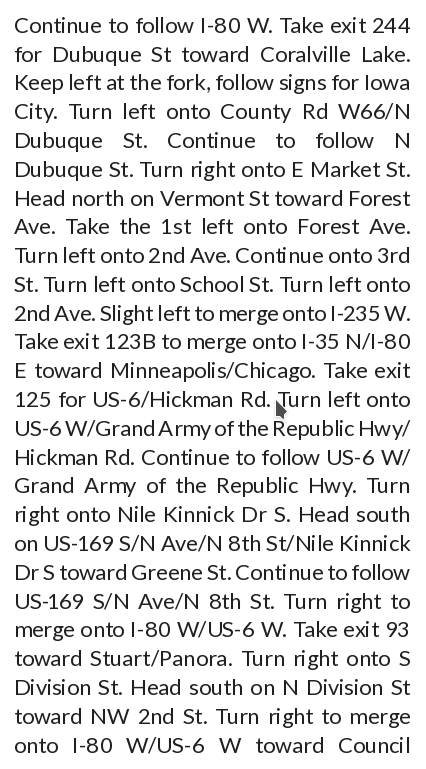 Continue to follow I-80 W. Take exit 244
for Dubuque St toward Coralville Lake.
Keep left at the fork, follow signs for Iowa
City. Turn left onto County Rd W66/N
Dubuque St. Continue to follow N
Dubuque St. Turn right onto E Market St.
Head north on Vermont St toward Forest
Ave. Take the 1st left onto Forest Ave.
Turn left onto 2nd Ave. Continue onto 3rd
St. Turn left onto School St. Turn left onto
2nd Ave. Slight left to merge onto I-235 W.
Take exit 123B to merge onto I-35 N/I-80
E toward Minneapolis/Chicago. Take exit
125 for US-6/Hickman Rd. Turn left onto
US-6 W/Grand Army of the Republic Hwy/
Hickman Rd. Continue to follow US-6 W/
Grand Army of the Republic Hwy. Turn
right onto Nile Kinnick Dr S. Head south
on US-169 S/N Ave/N 8th St/Nile Kinnick
Dr S toward Greene St. Continue to follow
US-169 S/N Ave/N 8th St. Turn right to
merge onto I-80 W/US-6 W. Take exit 93
toward Stuart/Panora. Turn right onto S
Division St. Head south on N Division St
toward NW 2nd St. Turn right to merge
onto I-80 W/US-6 W toward Council